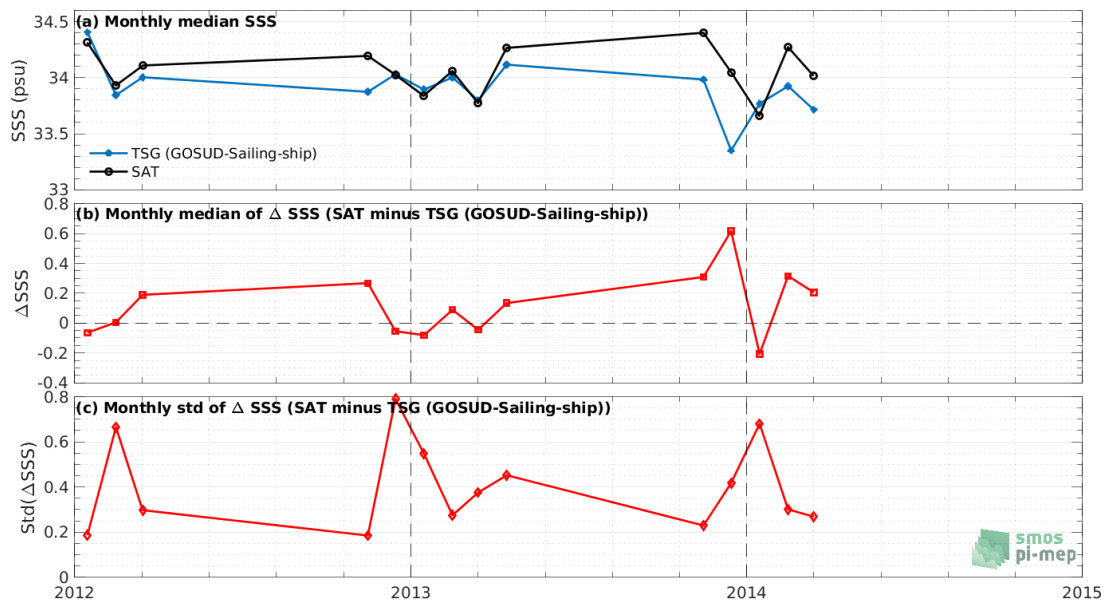 (a) Monthly median SSS
SSS (psu)
34.5
34
33.5
33
TSG (GOSUD-Sailing-ship)
SAT
(b) Monthly median of Δ SSS (SAT minus TSG (GOSUD-Sailing-ship))
ΔSSS
0.8
0.6
0.4
0.2
0
-0.2
-0.4
(c) Monthly std of Δ SSS (SAT minus TSG (GOSUD-Sailing-ship))
Std(ΔSSS)
0.8
0.6
0.4
0.2
0
2012
2013
2014
2015
smos
pi-mep